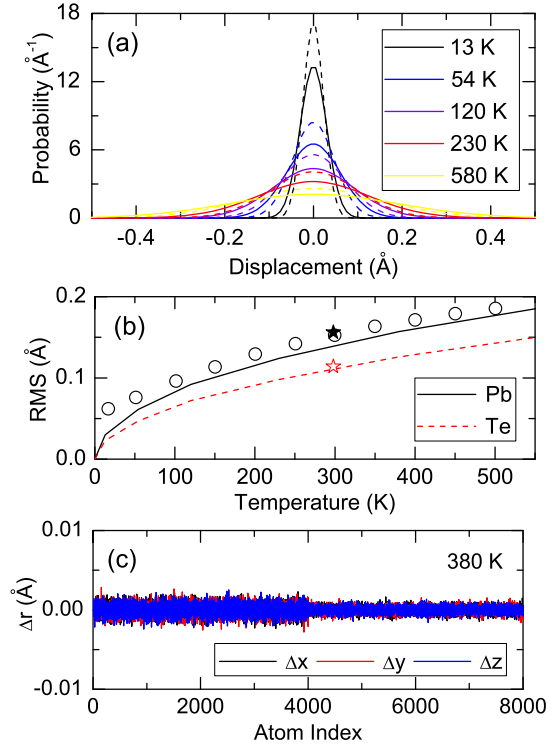 (a)
13 K
54 K
120 K
230 K
580 K
Probability (Å⁻¹)
18
12
6
0
-0.4 -0.2 0.0 0.2 0.4
Displacement (Å)
(b)
Pb
Te
RMS (Å)
0.2
0.1
0.0
0 100 200 300 400 500
Temperature (K)
(c)
380 K
Δx Δy Δz
Δr (Å)
0.01
0.00
-0.01
0 2000 4000 6000 8000
Atom Index